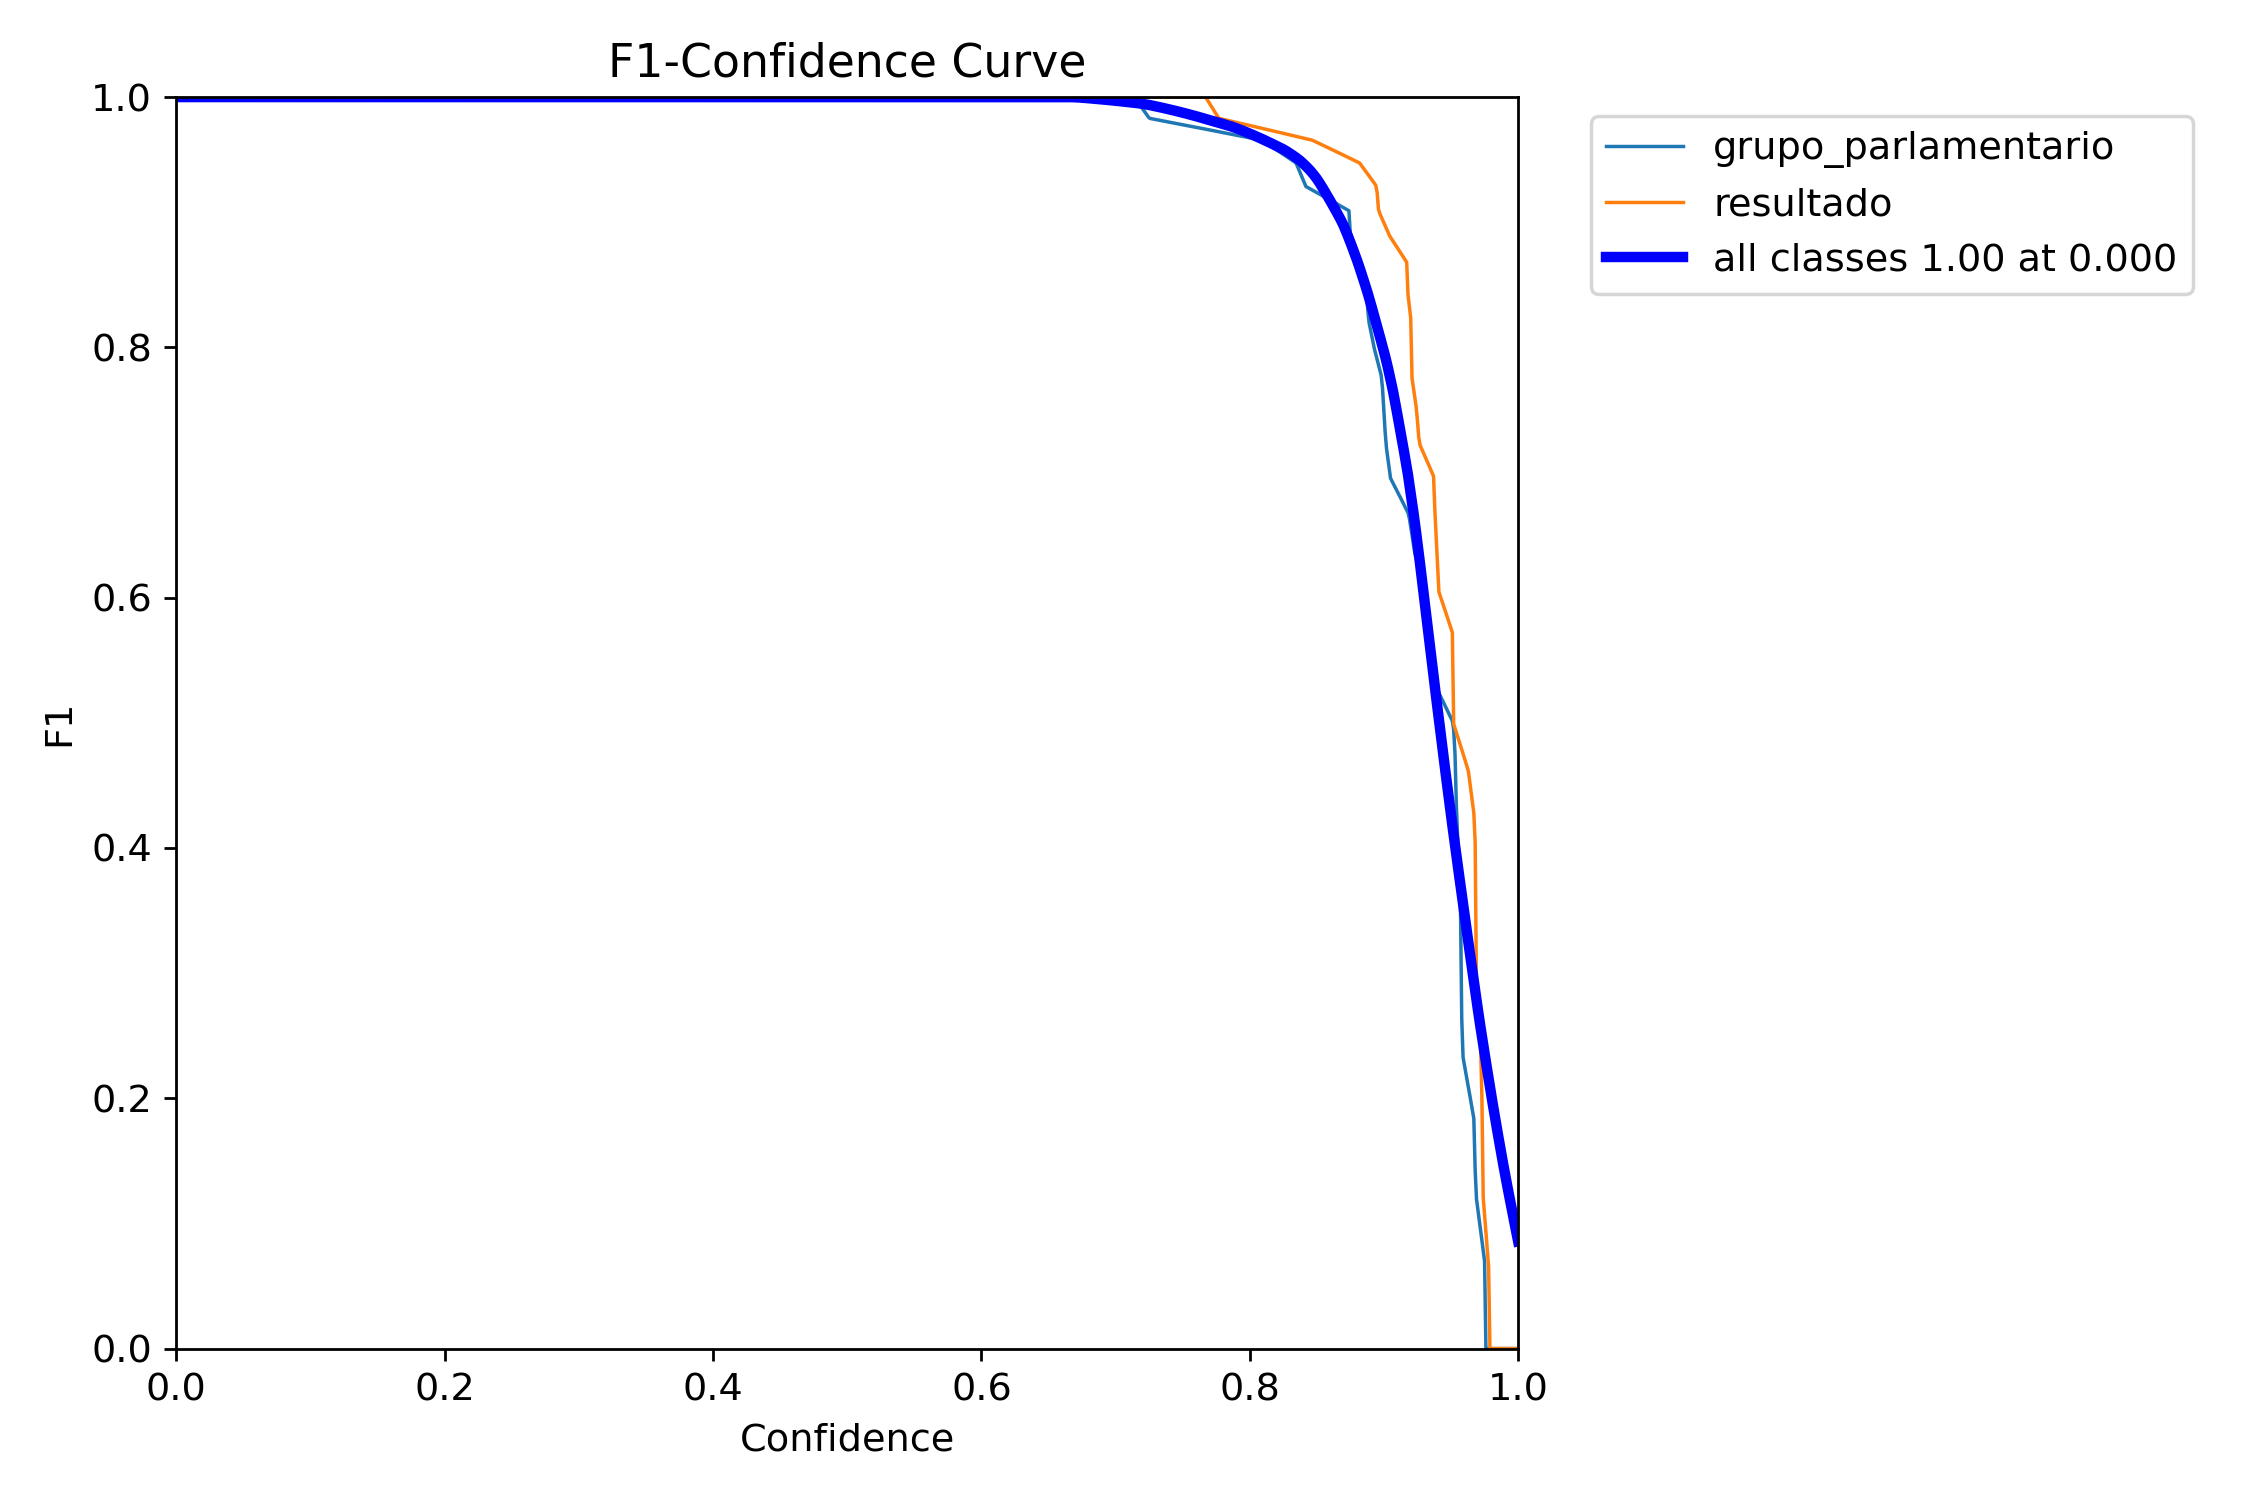 F1-Confidence Curve
1.0
0.8
0.6
0.4
0.2
0.0
F1
0.0 0.2 0.4 0.6 0.8 1.0
Confidence
grupo_parlamentario
resultado
all classes 1.00 at 0.000